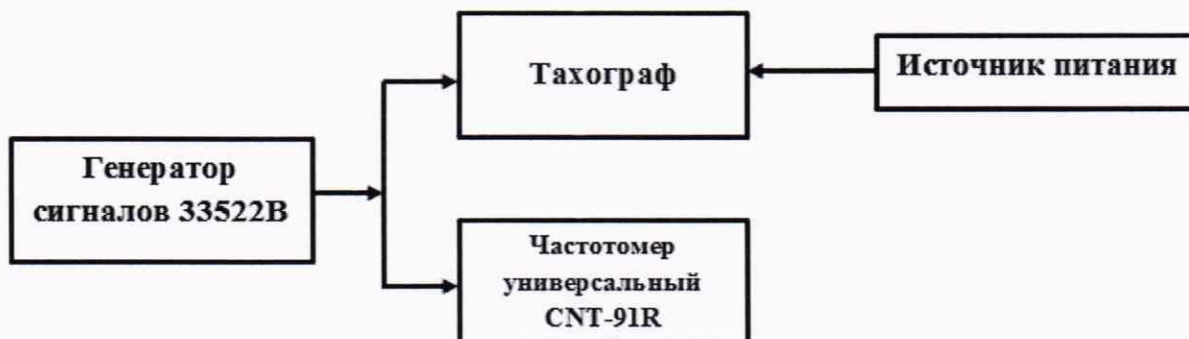 Тахограф
Источник питания
Генератор
сигналов 33522B
Частотомер
универсальный
CNT-91R